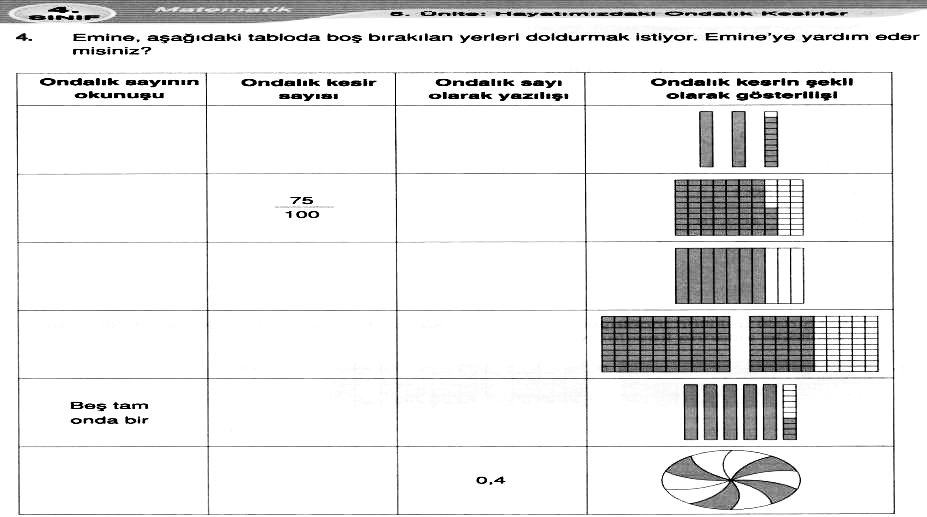 4.
SINIF
Matematik
5. Ünite: Hayatımızdaki Ondalık Kesirler
4. Emine, aşağıdaki tabloda boş bırakılan yerleri doldurmak istiyor. Emine'ye yardım eder
misiniz?
Ondalık sayının
okunuşu
Ondalık kesir
sayısı
Ondalık sayı
olarak yazılışı
Ondalık kesrin şekil
olarak gösterilişi
75
100
Beş tam
onda bir
0,4